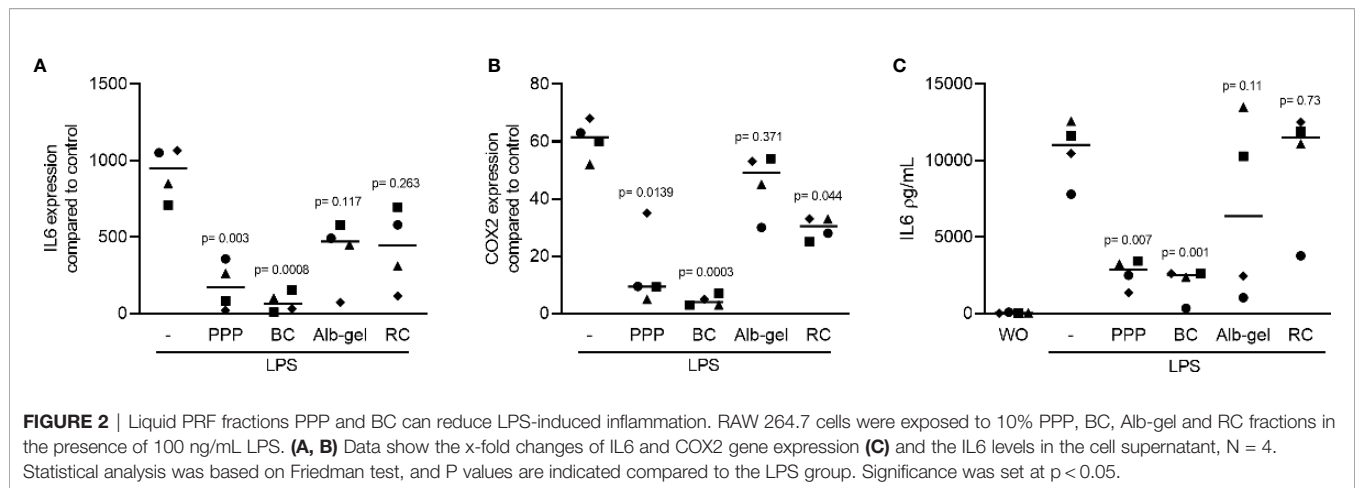 A
IL6 expression
compared to control
1500
1000
500
0
p= 0.003
p= 0.0008
p= 0.117
p= 0.263
-
PPP
BC
Alb-gel
RC
LPS
B
COX2 expression
compared to control
80
60
40
20
0
p= 0.0139
p= 0.0003
p= 0.371
p= 0.044
-
PPP
BC
Alb-gel
RC
LPS
C
IL6 ρg/mL
15000
10000
5000
0
p= 0.007
p= 0.001
p= 0.11
p= 0.73
WO
-
PPP
BC
Alb-gel
RC
LPS
FIGURE 2 | Liquid PRF fractions PPP and BC can reduce LPS-induced inflammation. RAW 264.7 cells were exposed to 10% PPP, BC, Alb-gel and RC fractions in
the presence of 100 ng/mL LPS. (A, B) Data show the x-fold changes of IL6 and COX2 gene expression (C) and the IL6 levels in the cell supernatant, N = 4.
Statistical analysis was based on Friedman test, and P values are indicated compared to the LPS group. Significance was set at p < 0.05.